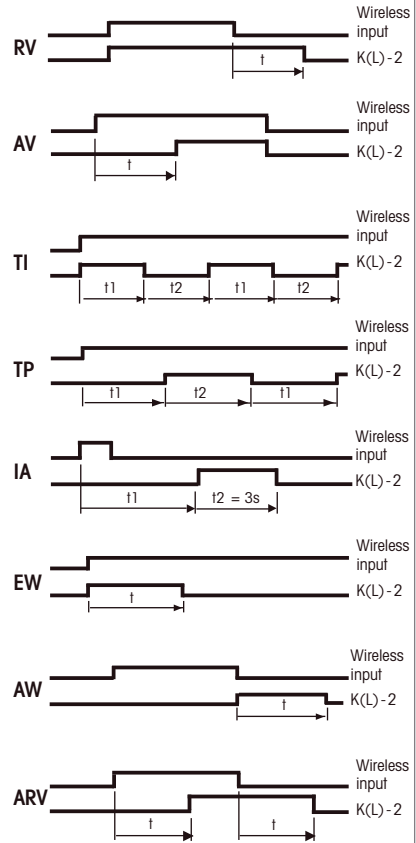 Wireless
input
RV
t
K(L)-2
Wireless
input
AV
K(L)-2
t
Wireless
input
TI
K(L)-2
t1 t2 t1 t2
Wireless
input
TP
K(L)-2
t1 t2 t1
Wireless
input
IA
K(L)-2
t1 t2 = 3s
Wireless
input
EW
t
K(L)-2
Wireless
input
AW
t
K(L)-2
Wireless
input
ARV
K(L)-2
t t